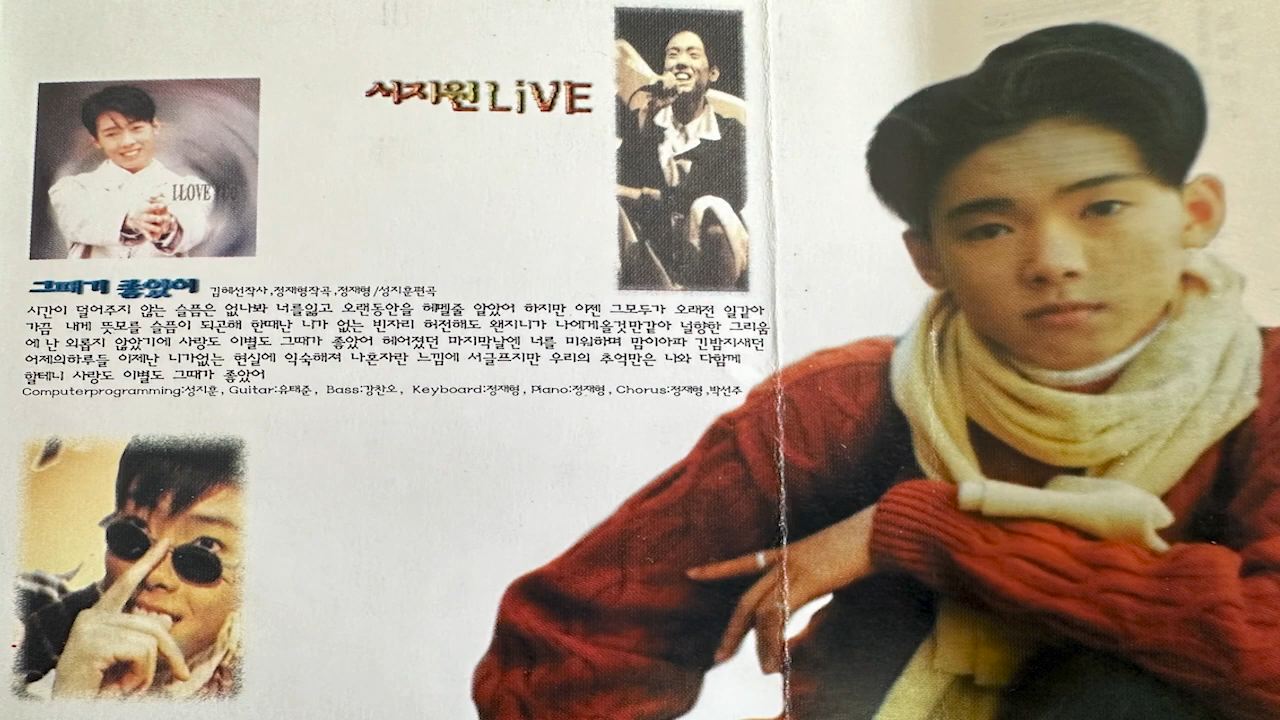 서지원 LiVE
I LOVE YOU
그때가 좋았어 김혜선작사,정재형작곡,정재형/성지훈편곡
시간이 덜어주지 않는 슬픔은 없나봐 너를잃고 오랜동안을 헤멜줄 알았어 하지만 이젠 그모두가 오래전 일같아
가끔 내게 뜻모를 슬픔이 되곤해 한때난 니가 없는 빈자리 허전해도 왠지니가 나에게올것만같아 널향한 그리움
에 난 외롭지 않았기에 사랑도 이별도 그때가 좋았어 헤어졌던 마지막날엔 너를 미워하며 맘이아파 긴밤지새던
어제의하루들 이제난 니가없는 현실에 익숙해져 나혼자란 느낌에 서글프지만 우리의 추억만은 나와 다함께
할테니 사랑도 이별도 그때가 좋았어
Computerprogramming:성지훈, Guitar:유태준, Bass:강찬오, Keyboard:정재형, Piano:정재형, Chorus:정재형,박선주